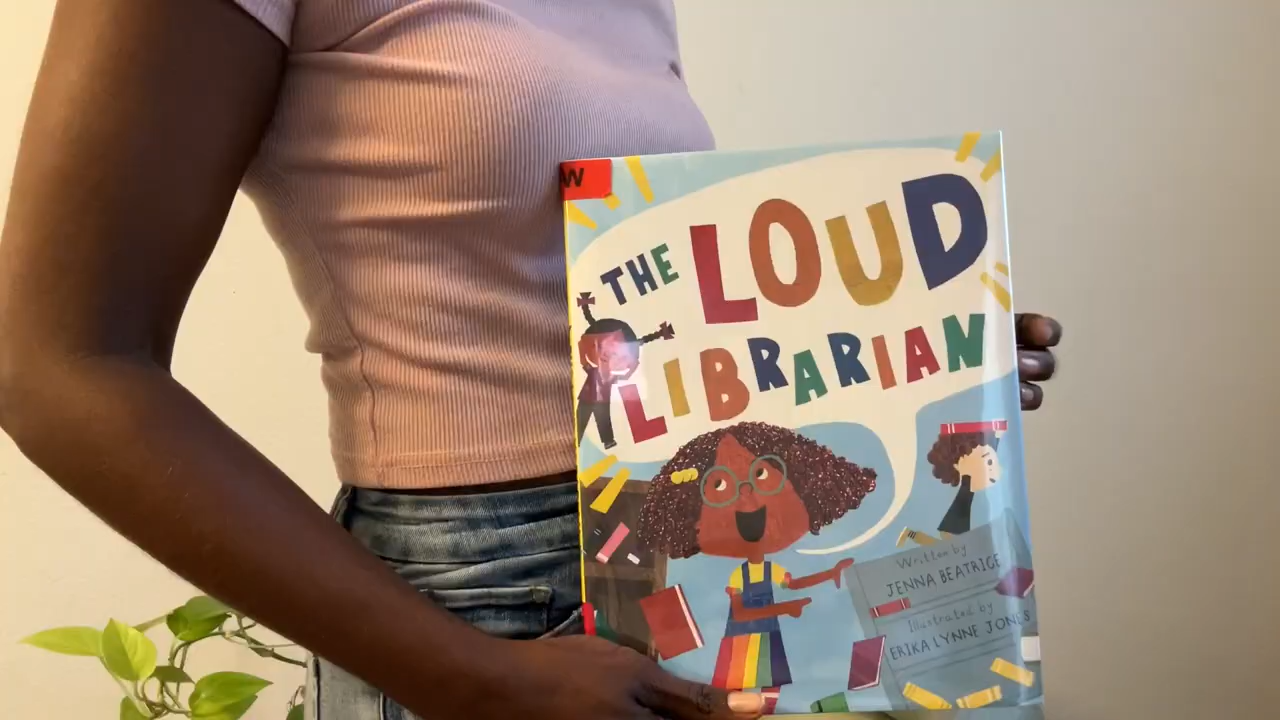 W
THE LOUD
LIBRARIAN
Written by
JENNA BEATRICE
Illustrated by
ERIKA LYNNE JONES